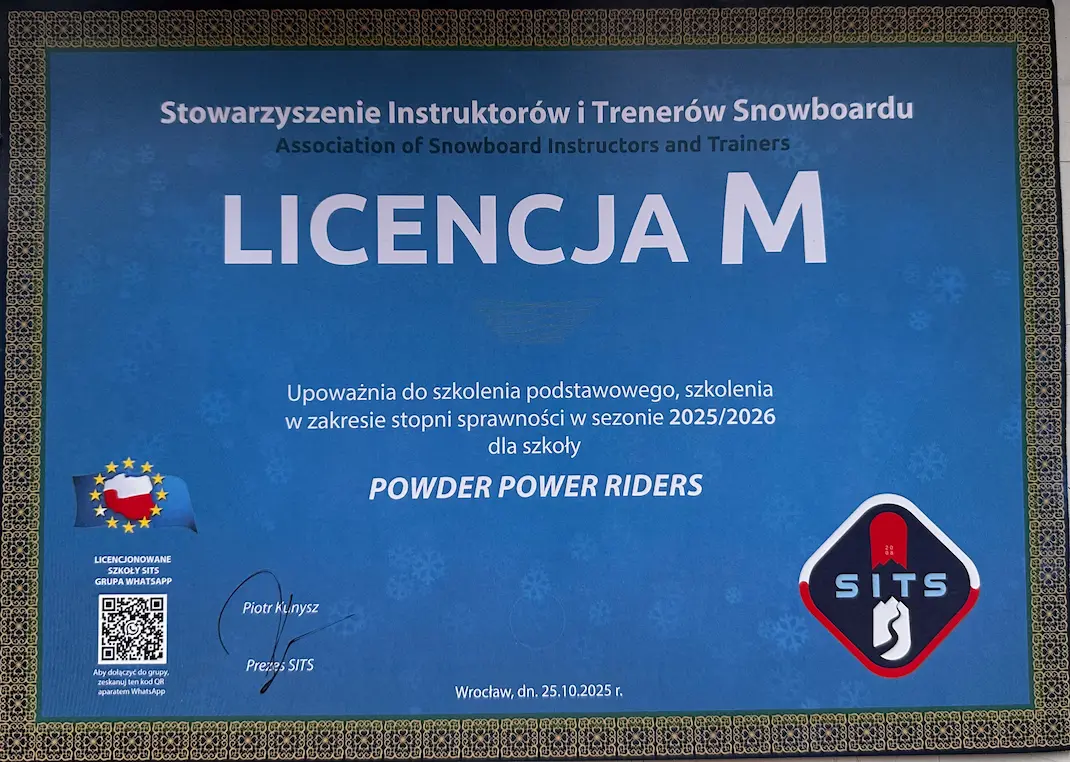 Stowarzyszenie Instruktorów i Trenerów Snowboardu
Association of Snowboard Instructors and Trainers
LICENCJA M
Upoważnia do szkolenia podstawowego, szkolenia
w zakresie stopni sprawności w sezonie 2025/2026
dla szkoły
POWDER POWER RIDERS
LICENCJONOWANE
SZKOŁY SITS
GRUPA WHATSAPP
Aby dołączyć do grupy,
zeskanuj ten kod QR
aparatem WhatsApp
Piotr Kunysz
Prezes SITS
Wrocław, dn. 25.10.2025 r.
20
08
SITS